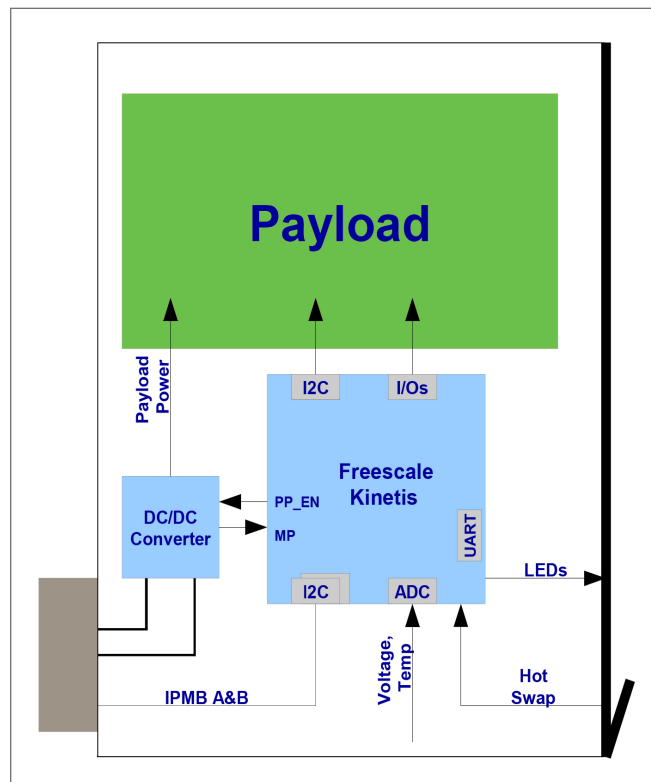 Payload
Payload
Power
I2C
I/Os
Freescale
Kinetis
DC/DC
Converter
PP_EN
MP
UART
LEDs
I2C
ADC
Voltage,
Temp
Hot
Swap
IPMB A&B